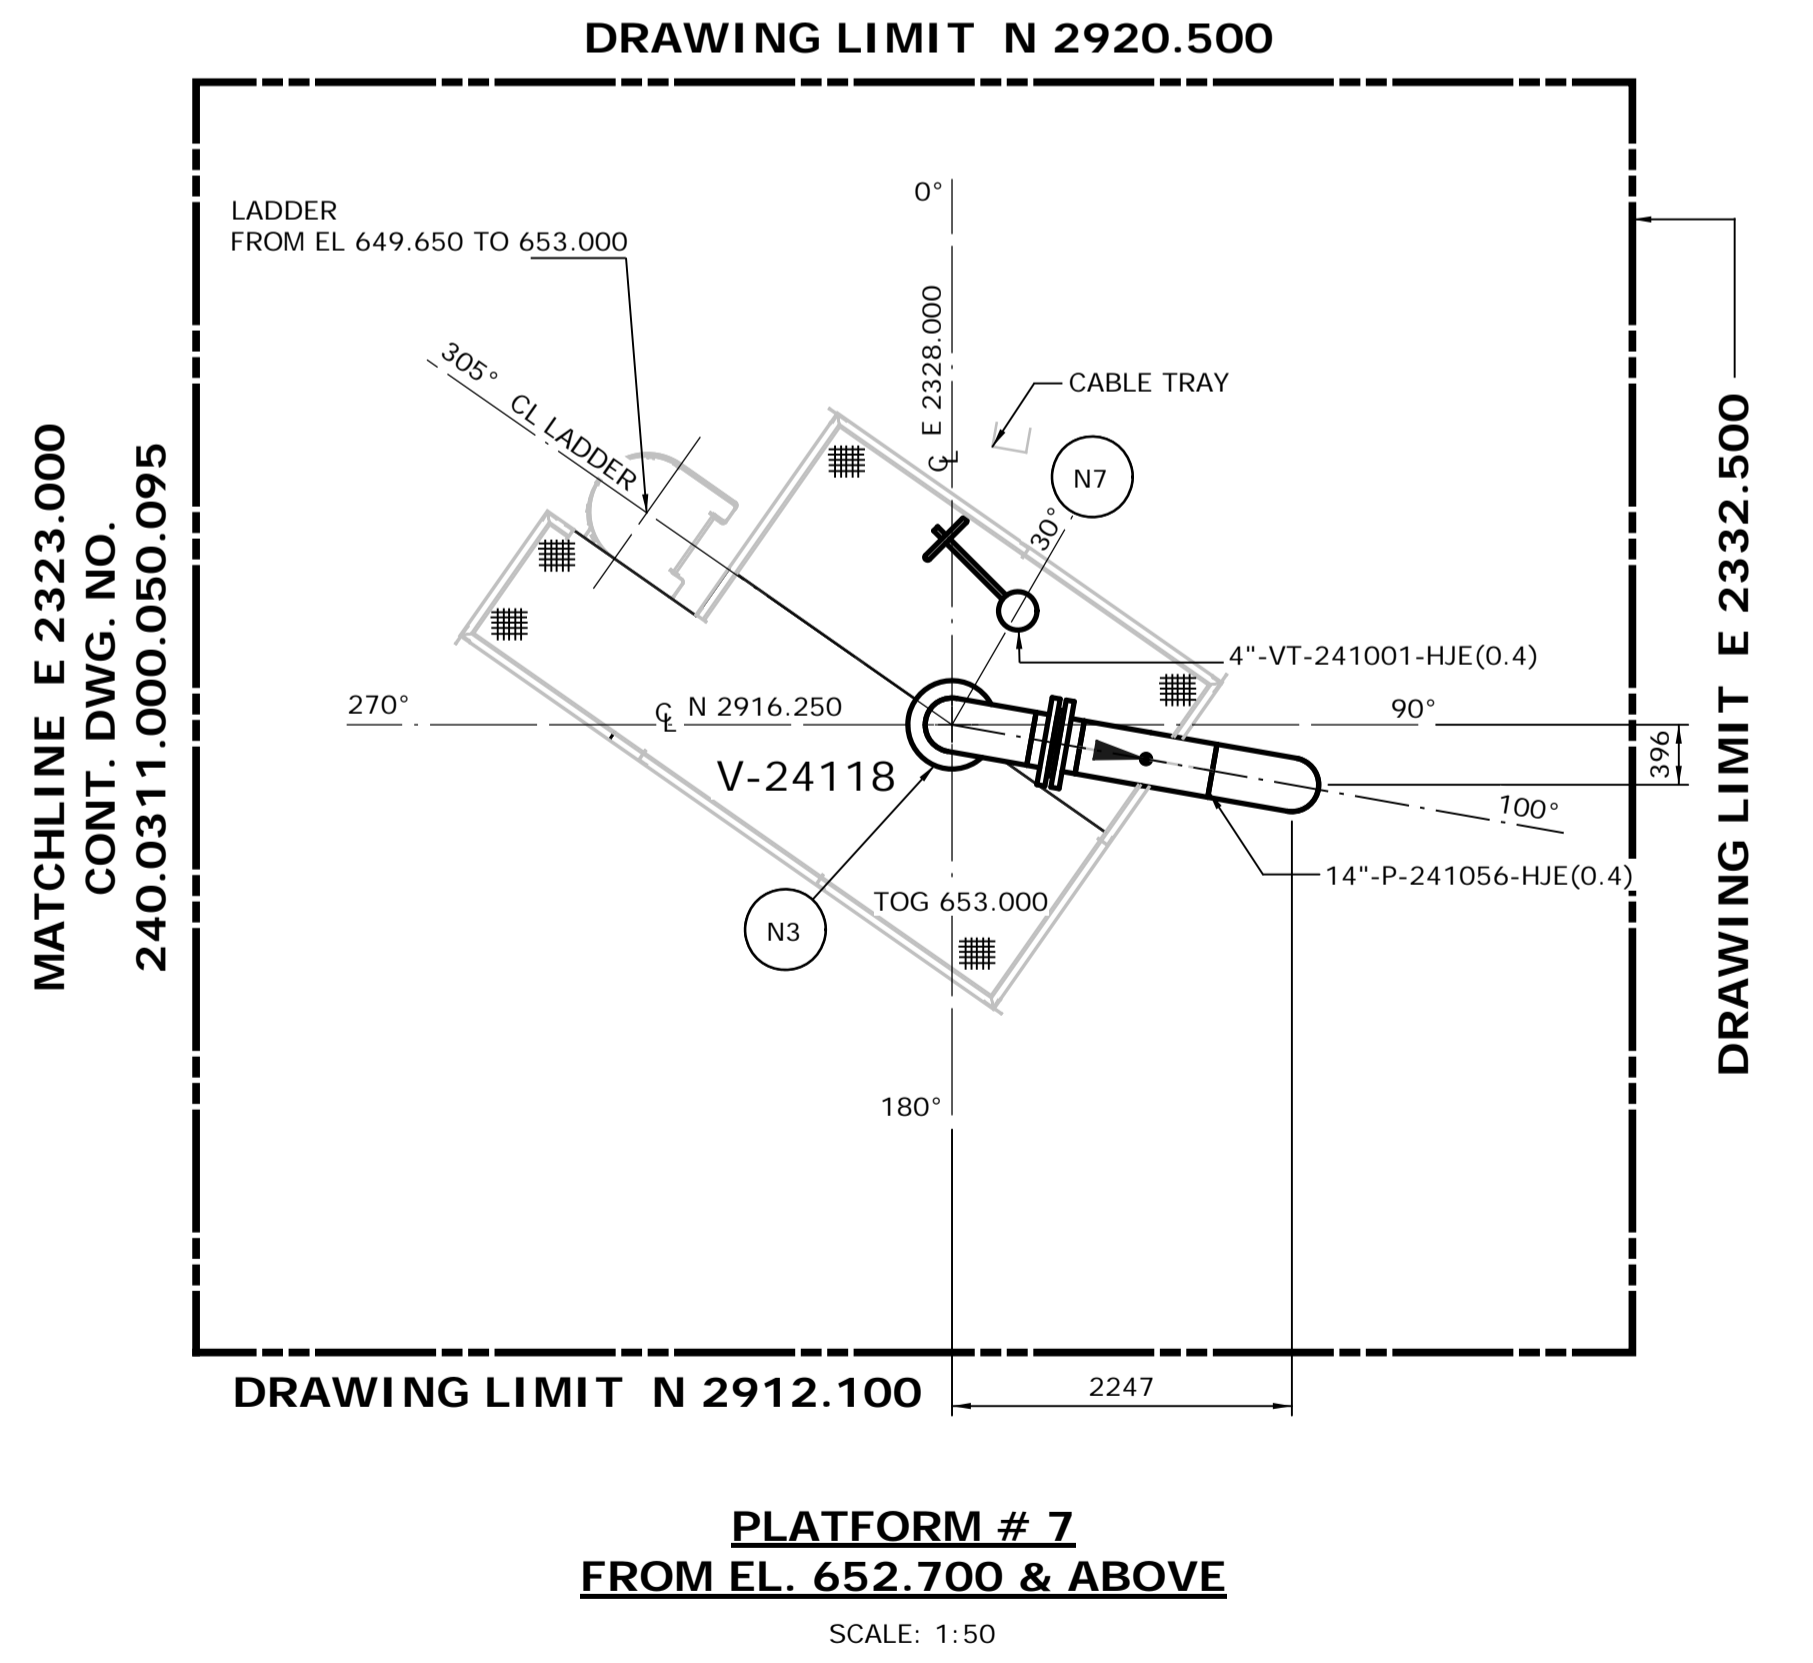 DRAWING LIMIT N 2920.500
LADDER
FROM EL 649.650 TO 653.000
0°
E 2328.000
℄
305° CL LADDER
CABLE TRAY
N7
30°
4"-VT-241001-HJE(0.4)
270°
℄ N 2916.250
90°
396
V-24118
100°
14"-P-241056-HJE(0.4)
N3
TOG 653.000
180°
MATCHLINE E 2323.000
CONT. DWG. NO.
240.0311.000.050.095
DRAWING LIMIT E 2332.500
DRAWING LIMIT N 2912.100
2247
PLATFORM # 7
FROM EL. 652.700 & ABOVE
SCALE: 1:50